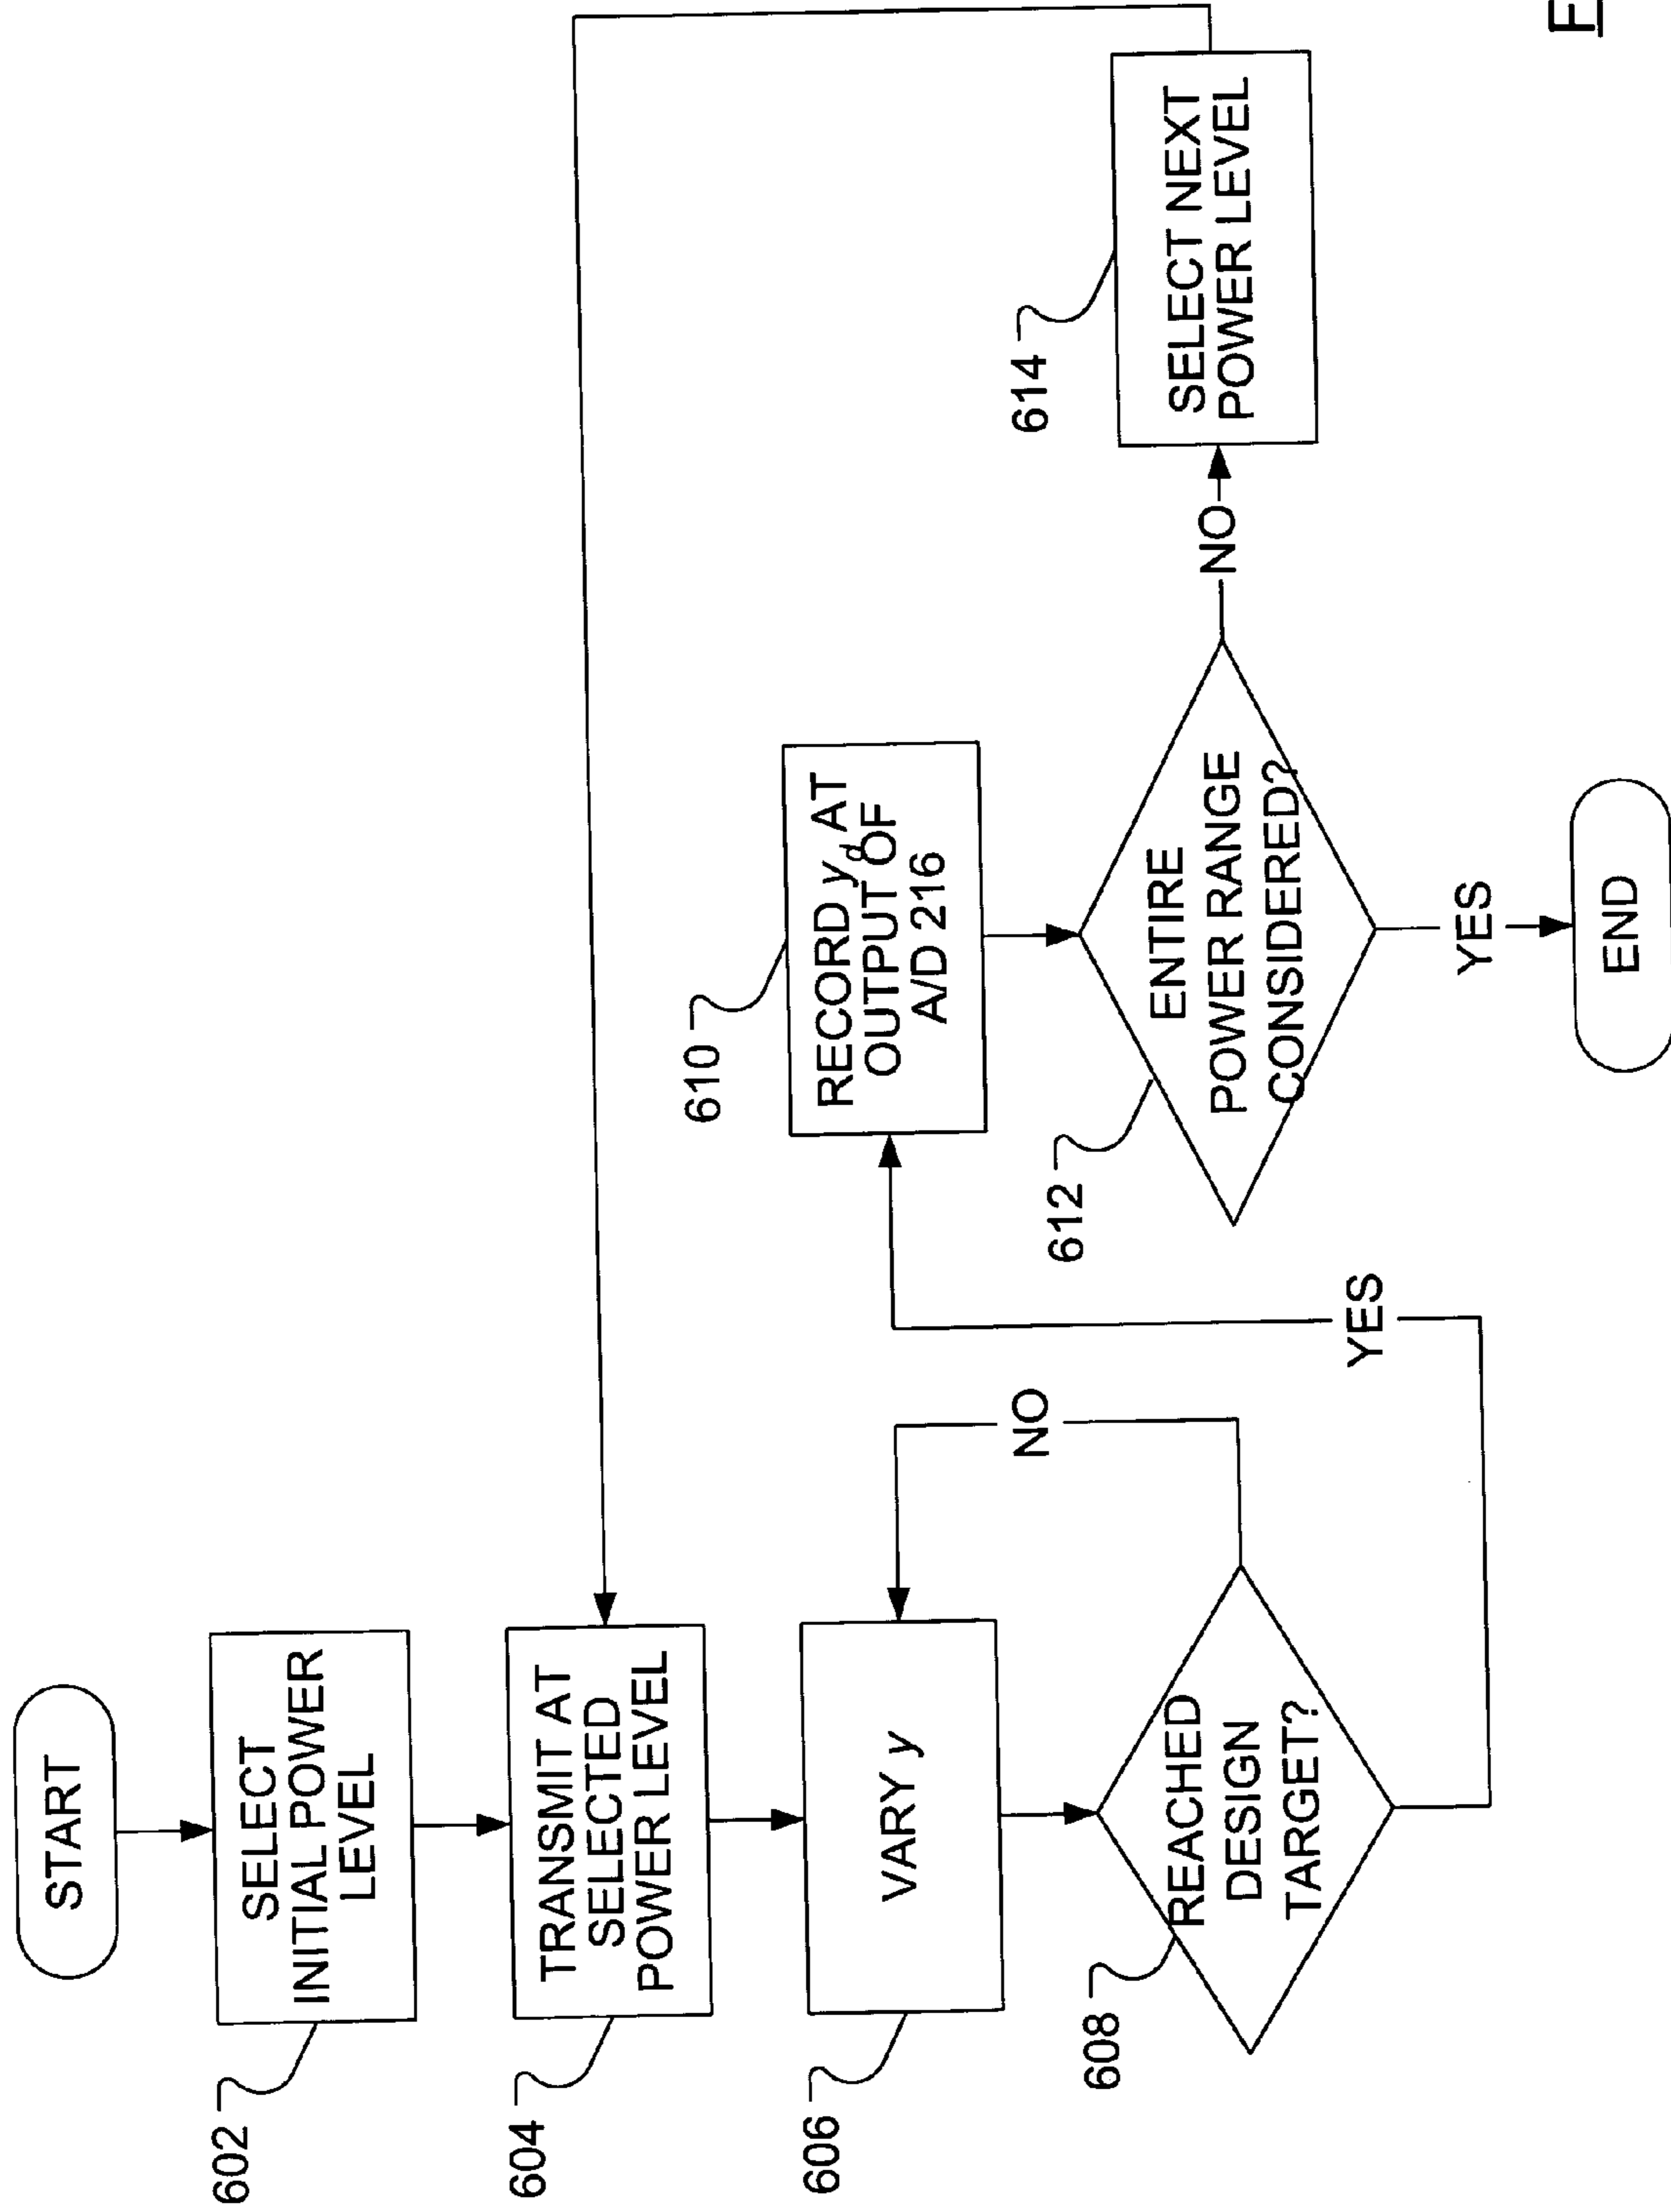 START
602
SELECT
INITIAL POWER
LEVEL
604
TRANSMIT AT
SELECTED
POWER LEVEL
606
VARY y
608
REACHED
DESIGN
TARGET?
NO
YES
610
RECORD y_d AT
OUTPUT OF
A/D 216
612
ENTIRE
POWER RANGE
CONSIDERED?
NO
614
SELECT NEXT
POWER LEVEL
YES
END